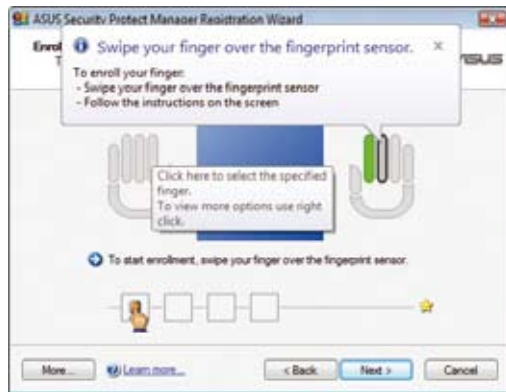 ASUS Security Protect Manager Registration Wizard
Swipe your finger over the fingerprint sensor.
To enroll your finger:
- Swipe your finger over the fingerprint sensor
- Follow the instructions on the screen
Click here to select the specified
finger.
To view more options use right
click.
To start enrollment, swipe your finger over the fingerprint sensor.
More...
Learn more...
< Back
Next >
Cancel